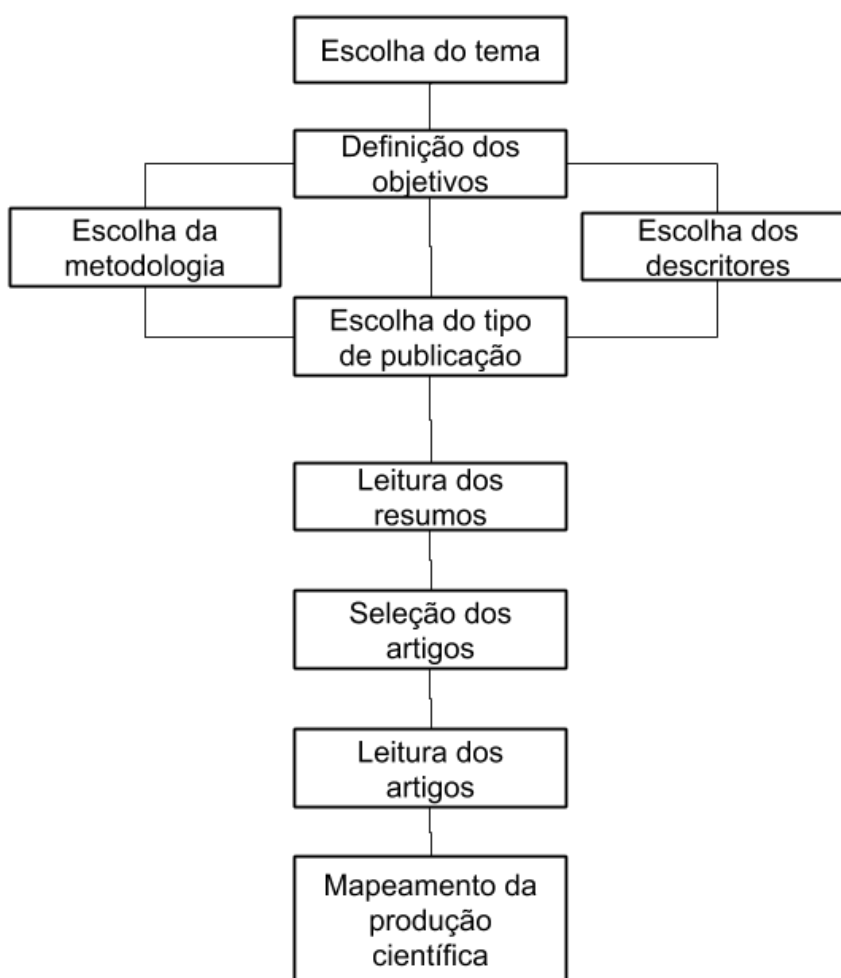 Escolha do tema
Definição dos
objetivos
Escolha da
metodologia
Escolha dos
descritores
Escolha do tipo
de publicação
Leitura dos
resumos
Seleção dos
artigos
Leitura dos
artigos
Mapeamento da
produção
científica